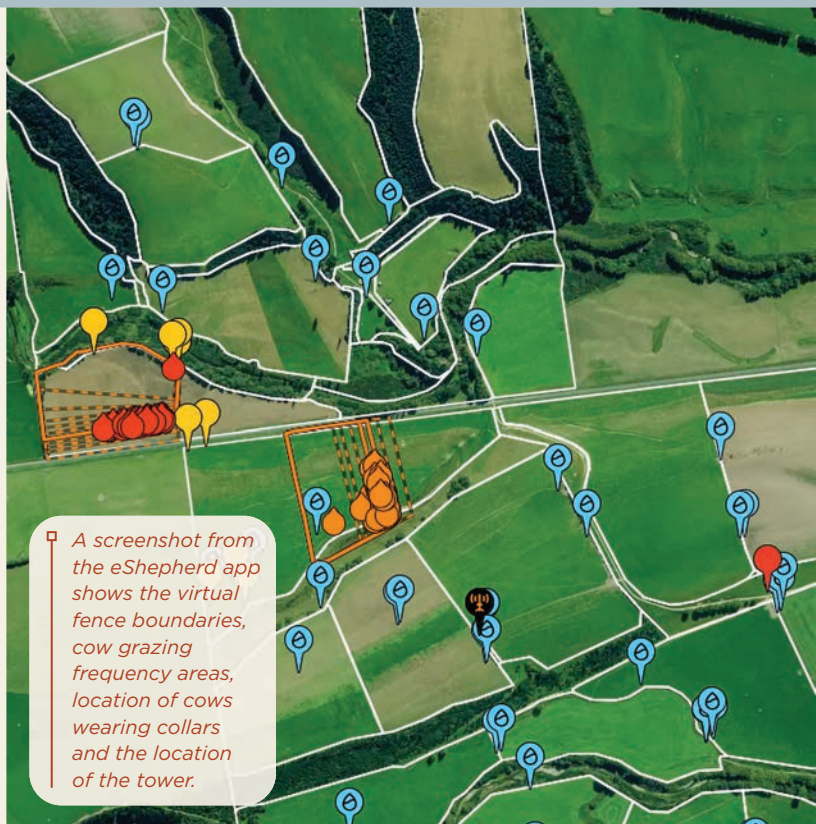 A screenshot from
the eShepherd app
shows the virtual
fence boundaries,
cow grazing
frequency areas,
location of cows
wearing collars
and the location
of the tower.